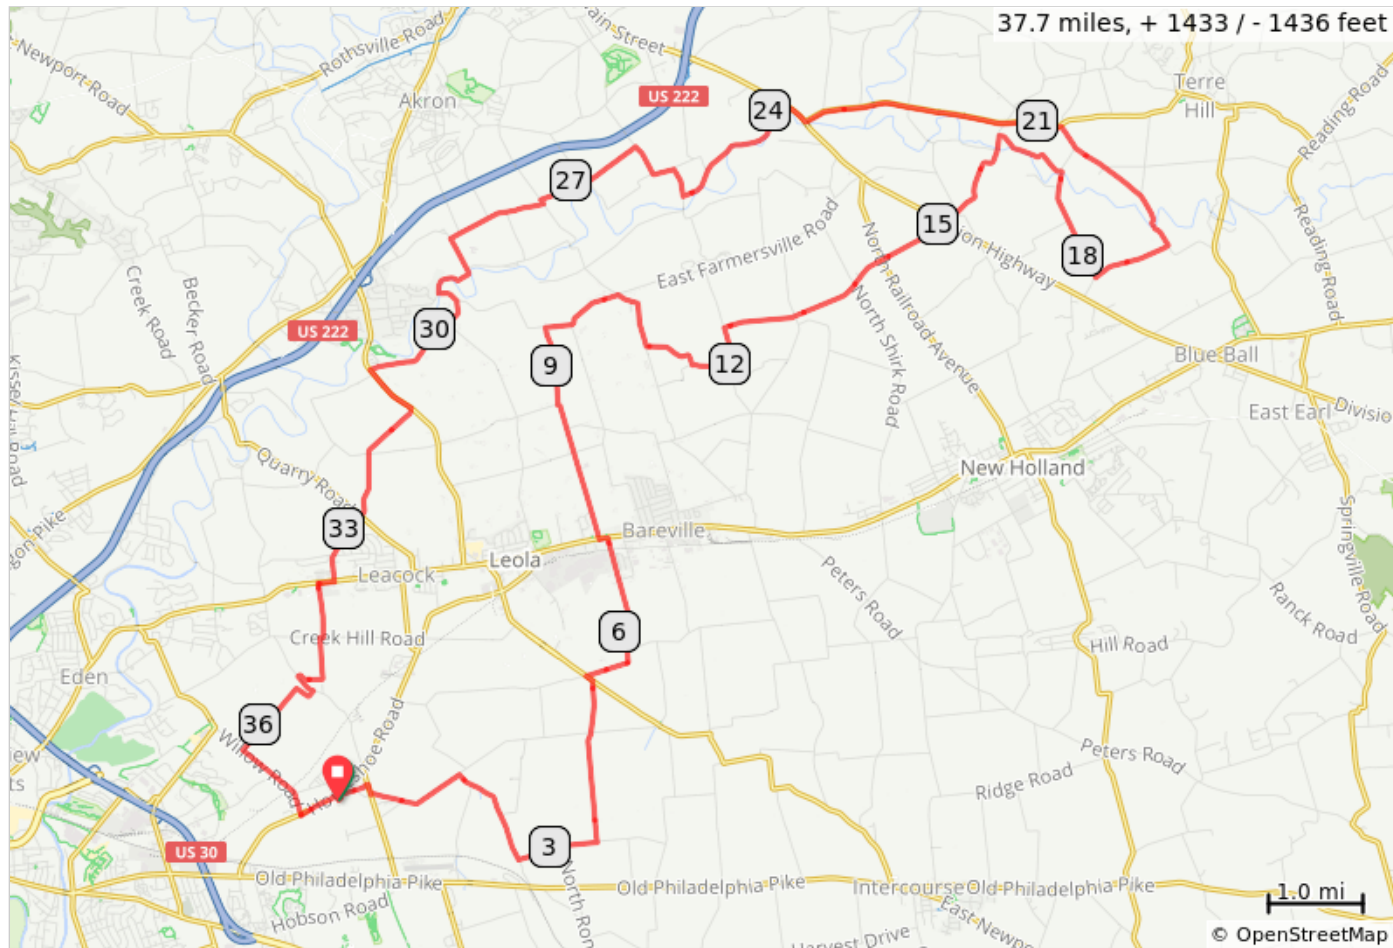 37.7 miles, + 1433 / - 1436 feet
Main Street
Rothsville Road
Newport Road
US 222
Akron
24
Terre
Hill
21
Reading Road
27
East Farmersville Road
15
18
Reading Road
Creek Road
Becker Road
US 222
30
North Railroad Avenue
North Shirk Road
9
12
Blue Ball
East Earl
New Holland
Quarry Road
33
Bareville
Leola
Leacock
Springville Road
Peters Road
Ranck Road
6
Creek Hill Road
Hill Road
Eden
36
Willow Road
Peters Road
Ridge Road
3
US 30
Old Philadelphia Pike
Old Philadelphia Pike
Intercourse
Old Philadelphia Pike
Hobson Road
1.0 mi
Harvest Drive
© OpenStreetMap